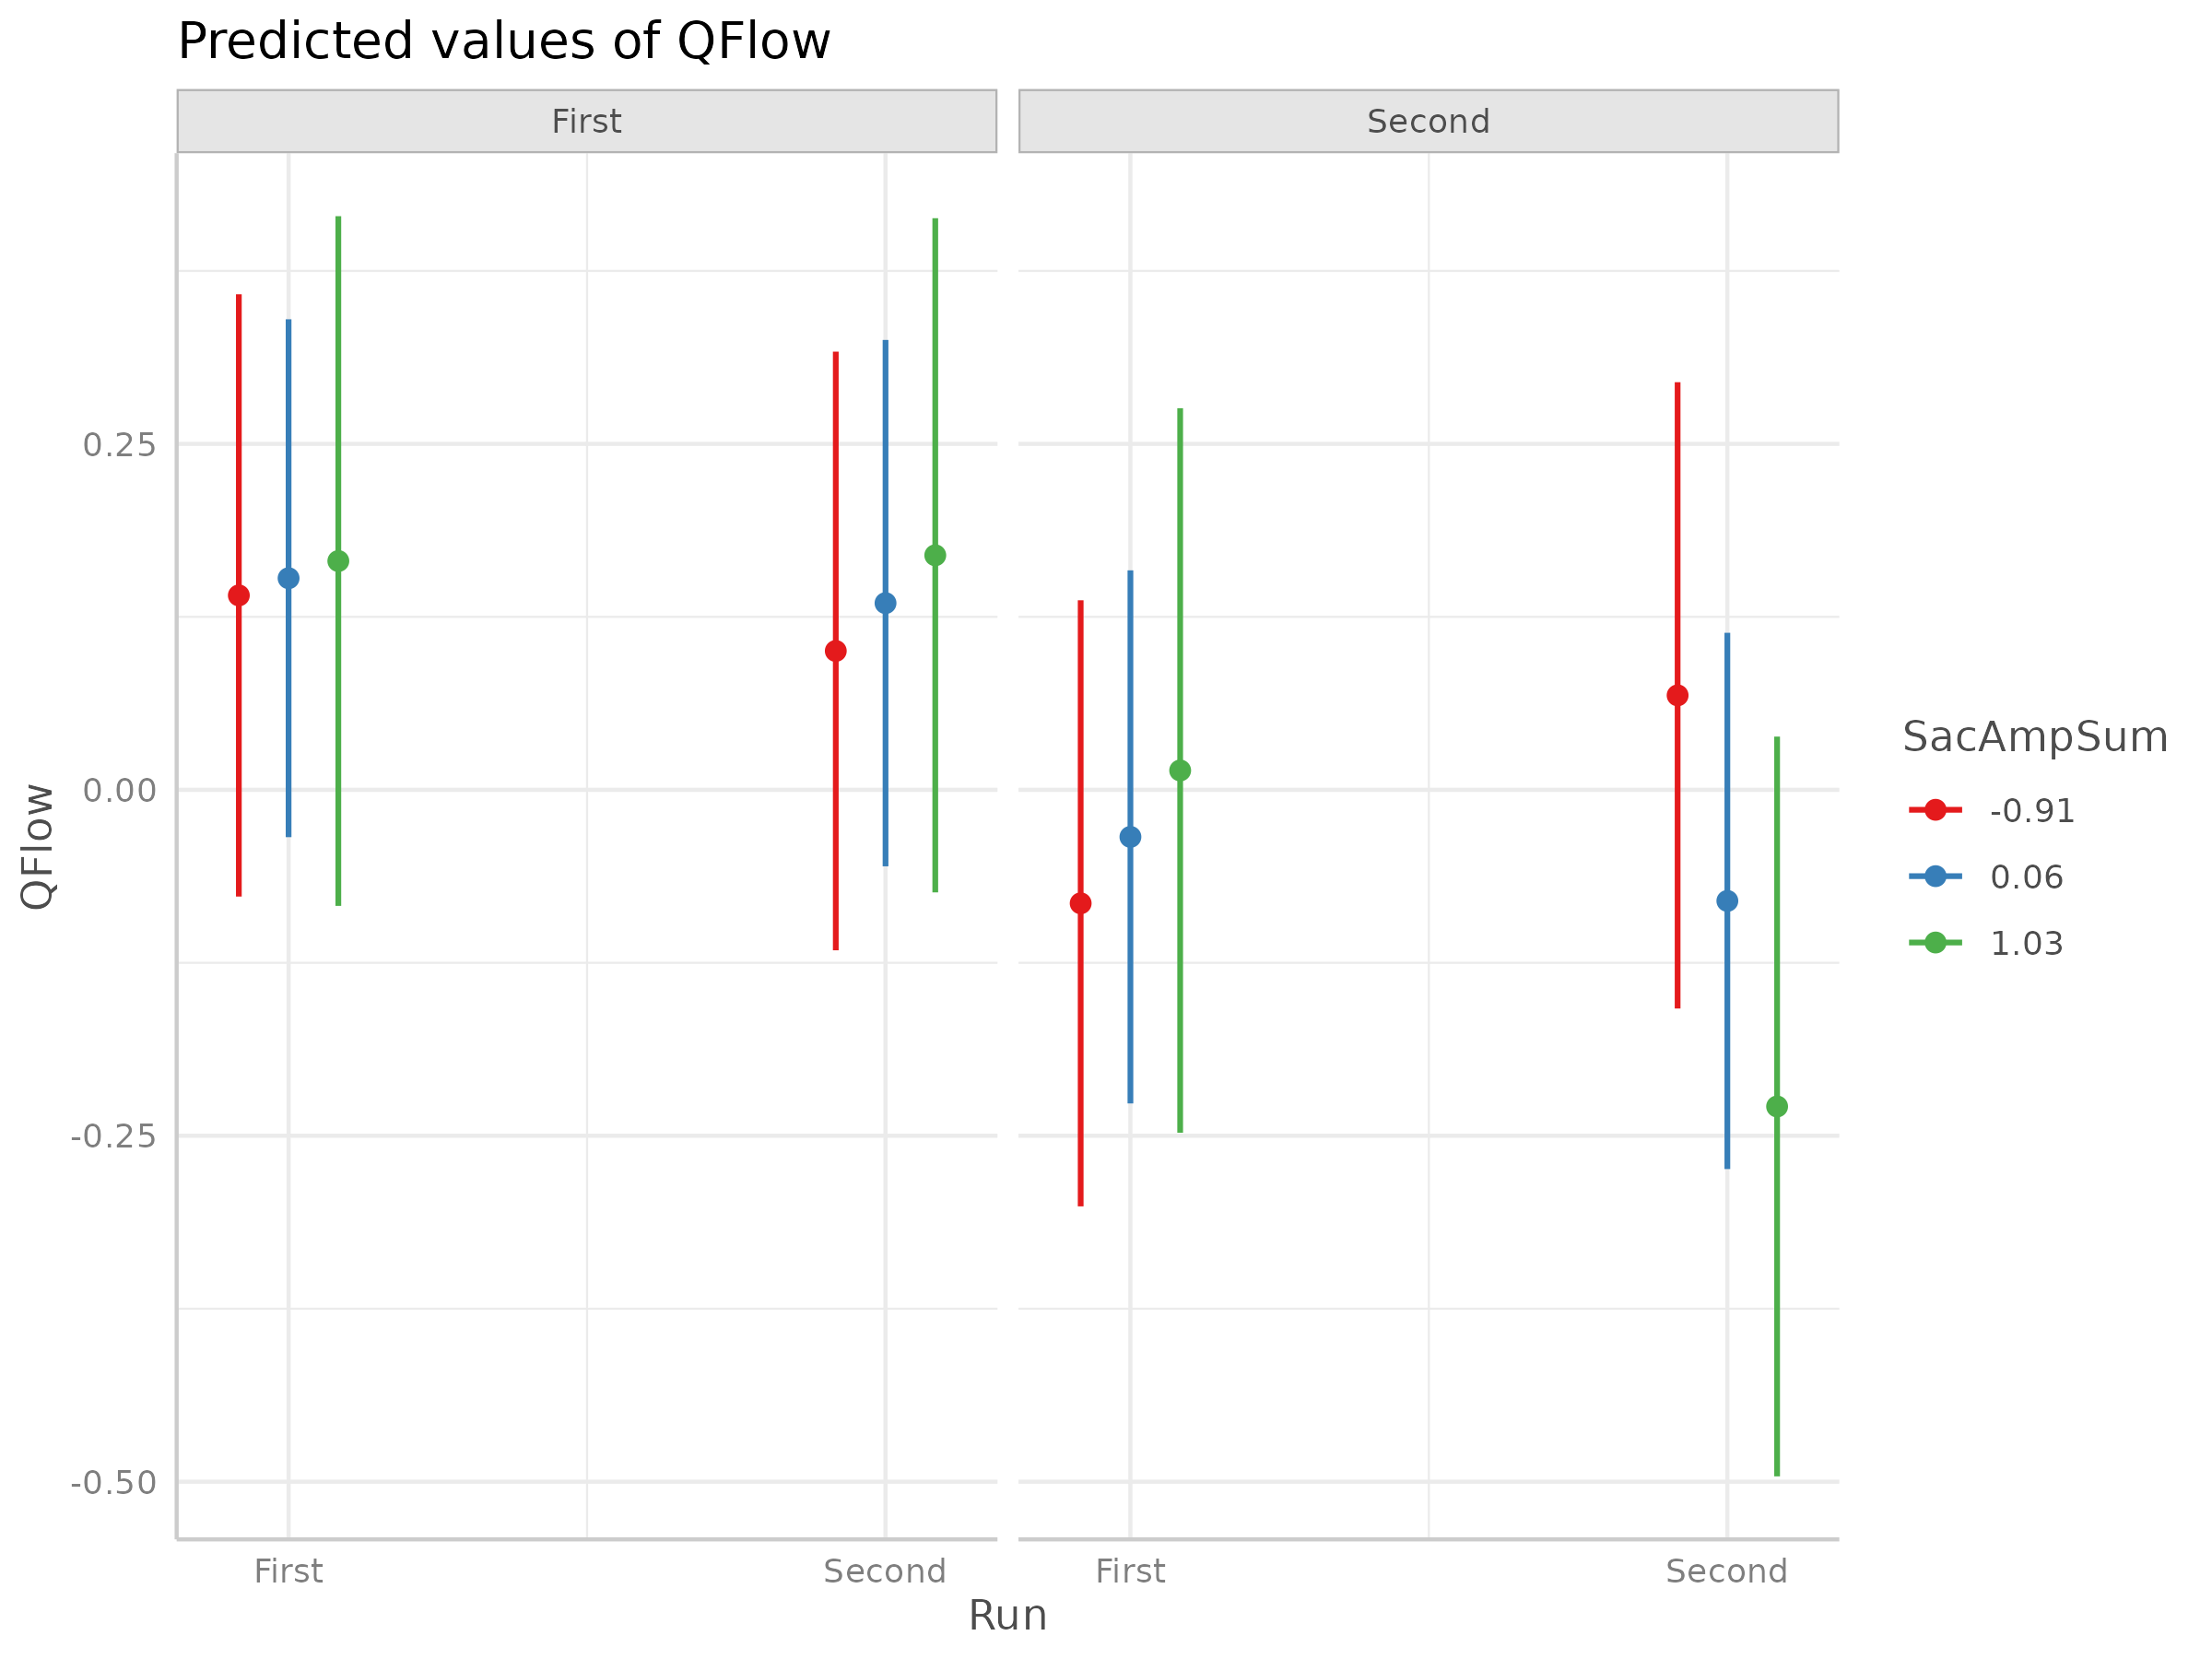 Predicted values of QFlow
First
Second
QFlow
0.25
0.00
-0.25
-0.50
First
Second
First
Second
Run
SacAmpSum
-0.91
0.06
1.03